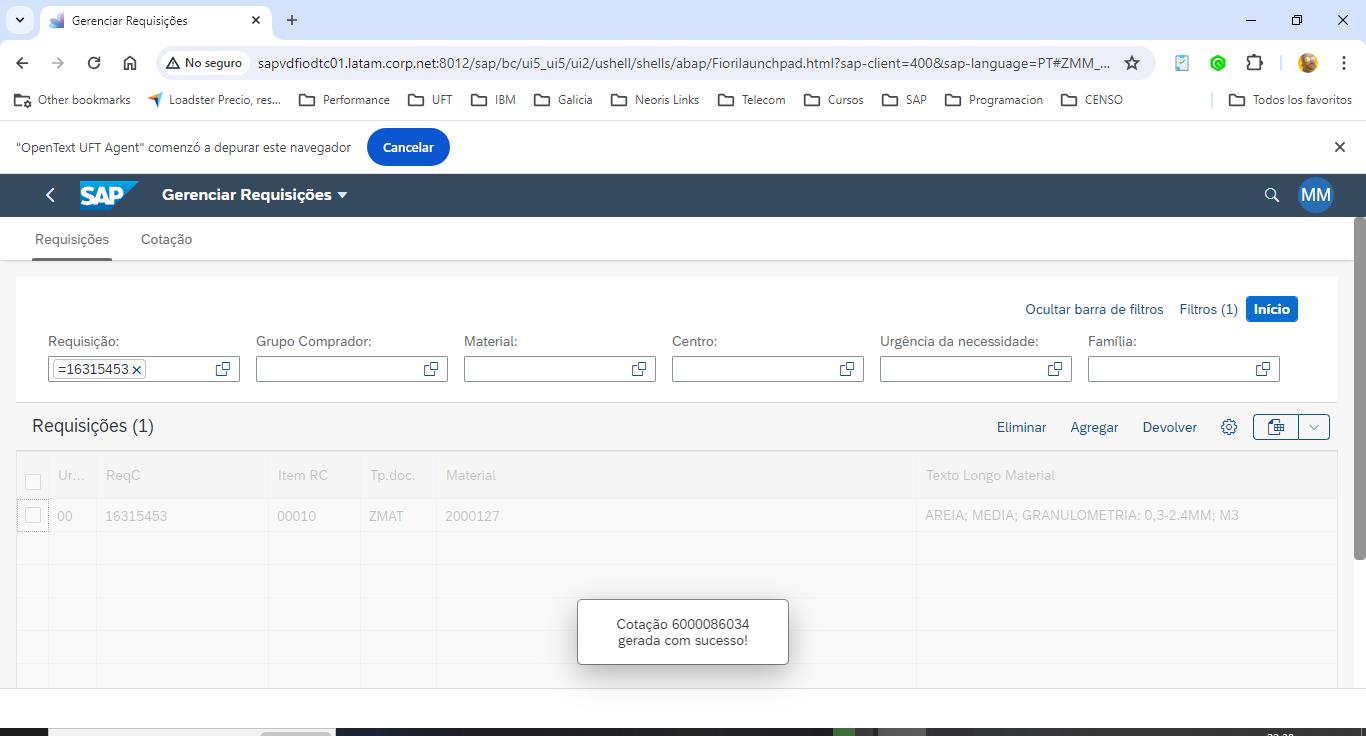 Gerenciar Requisições
No seguro sapvdfiodtc01.latam.corp.net:8012/sap/bc/ui5_ui5/ui2/ushell/shells/abap/Fiorilaunchpad.html?sap-client=400&sap-language=PT#ZMM_...
Other bookmarks Loadster Precio, res... Performance UFT IBM Galicia Neoris Links Telecom Cursos SAP Programacion CENSO Todos los favoritos
"OpenText UFT Agent" comenzó a depurar este navegador Cancelar
SAP Gerenciar Requisições MM
Requisições Cotação
Ocultar barra de filtros Filtros (1) Início
Requisição: Grupo Comprador: Material: Centro: Urgência da necessidade: Família:
=16315453
Requisições (1) Eliminar Agregar Devolver
Ur... ReqC Item RC Tp.doc. Material Texto Longo Material
00 16315453 00010 ZMAT 2000127 AREIA; MEDIA; GRANULOMETRIA: 0,3-2.4MM; M3
Cotação 6000086034
gerada com sucesso!